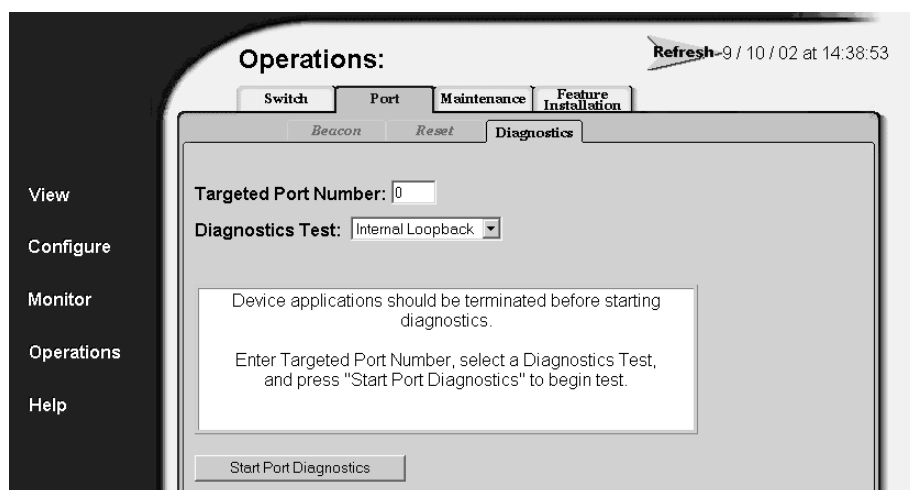 Operations:
Refresh-9 / 10 / 02 at 14:38:53
Switch
Port
Maintenance
Feature
Installation
Beacon
Reset
Diagnostics
View
Configure
Monitor
Operations
Help
Targeted Port Number: 0
Diagnostics Test: Internal Loopback
Device applications should be terminated before starting
diagnostics.
Enter Targeted Port Number, select a Diagnostics Test,
and press "Start Port Diagnostics" to begin test.
Start Port Diagnostics